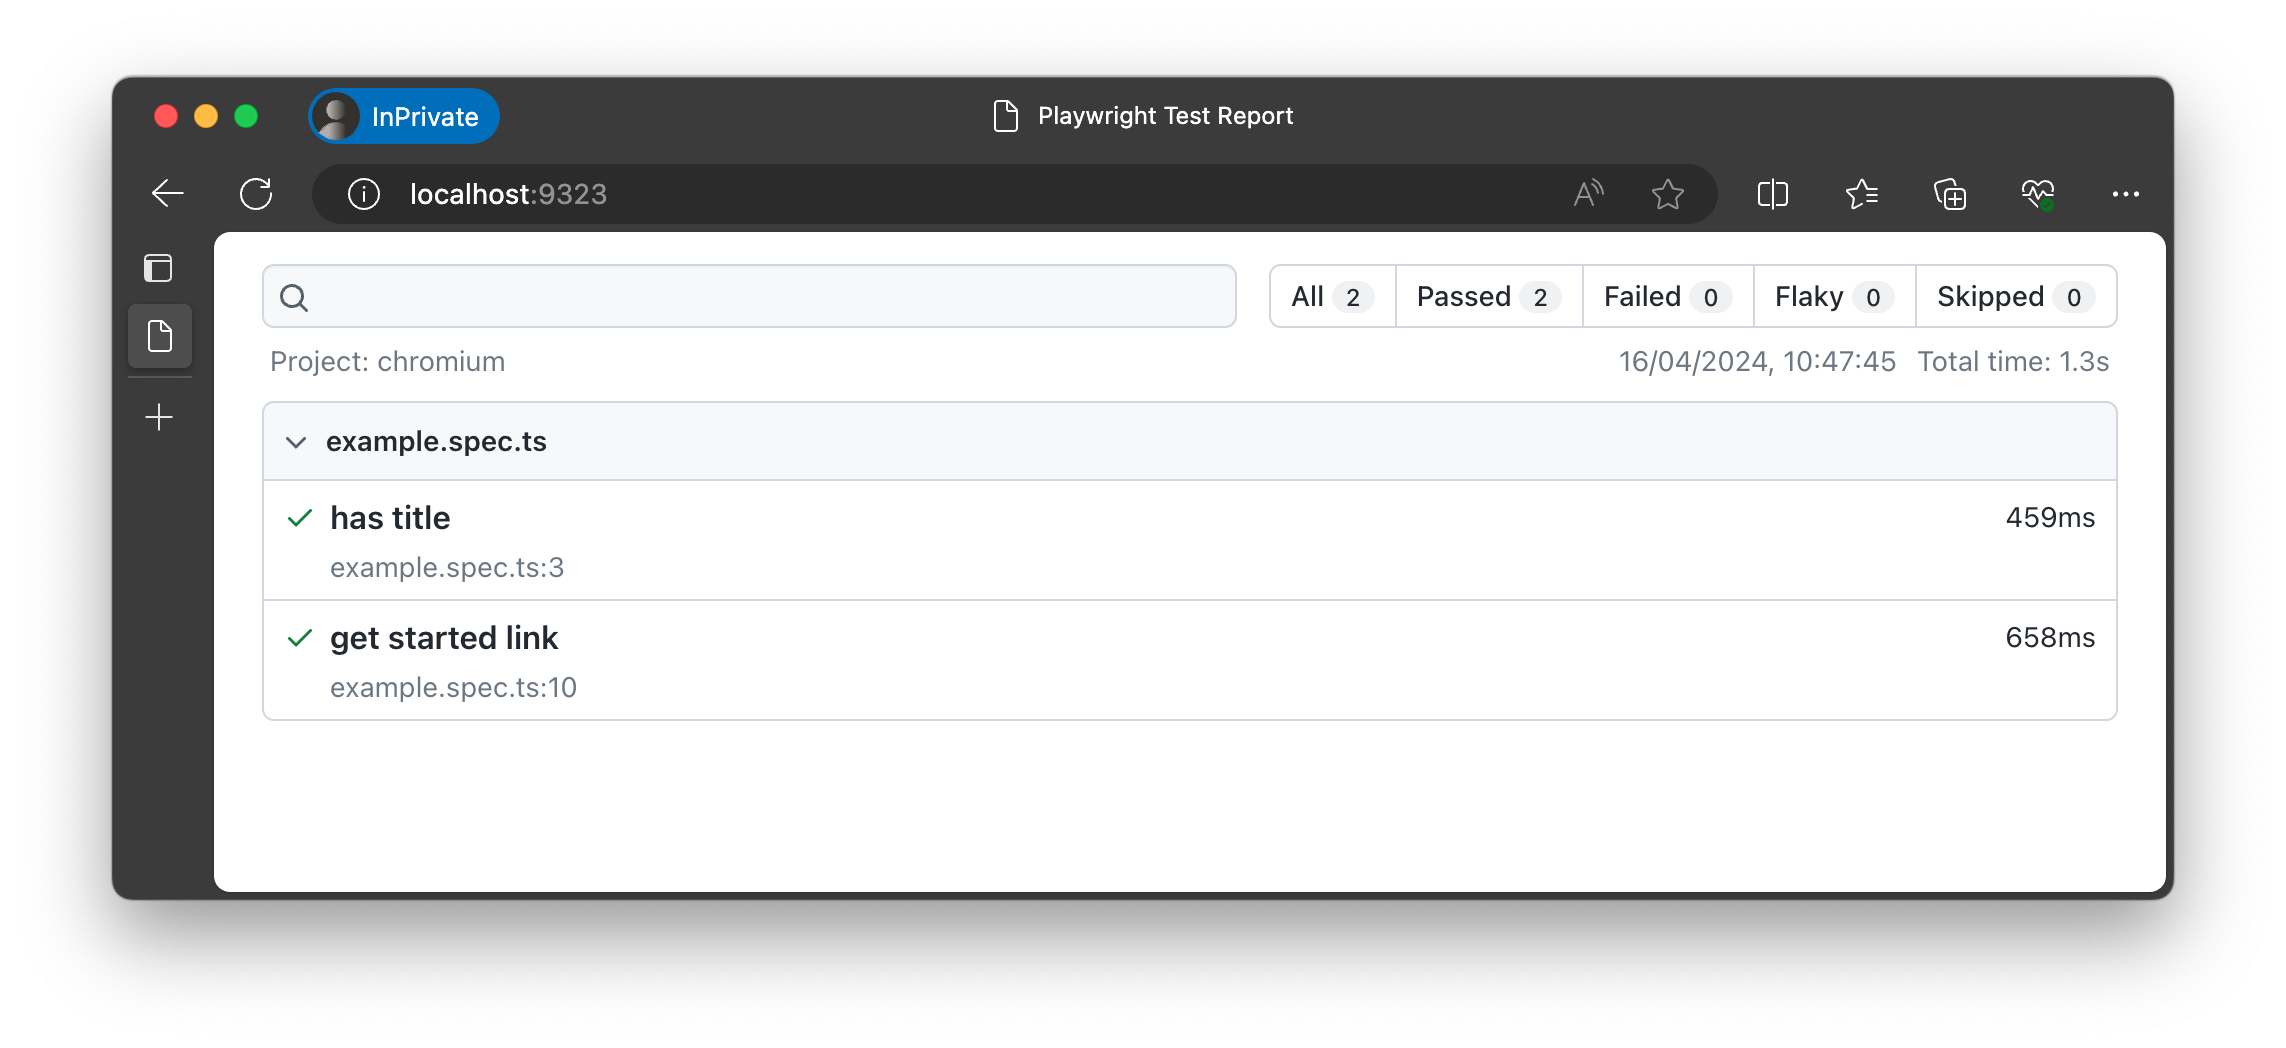 InPrivate
Playwright Test Report
localhost:9323
All 2 Passed 2 Failed 0 Flaky 0 Skipped 0
Project: chromium 16/04/2024, 10:47:45 Total time: 1.3s
example.spec.ts
has title 459ms
example.spec.ts:3
get started link 658ms
example.spec.ts:10